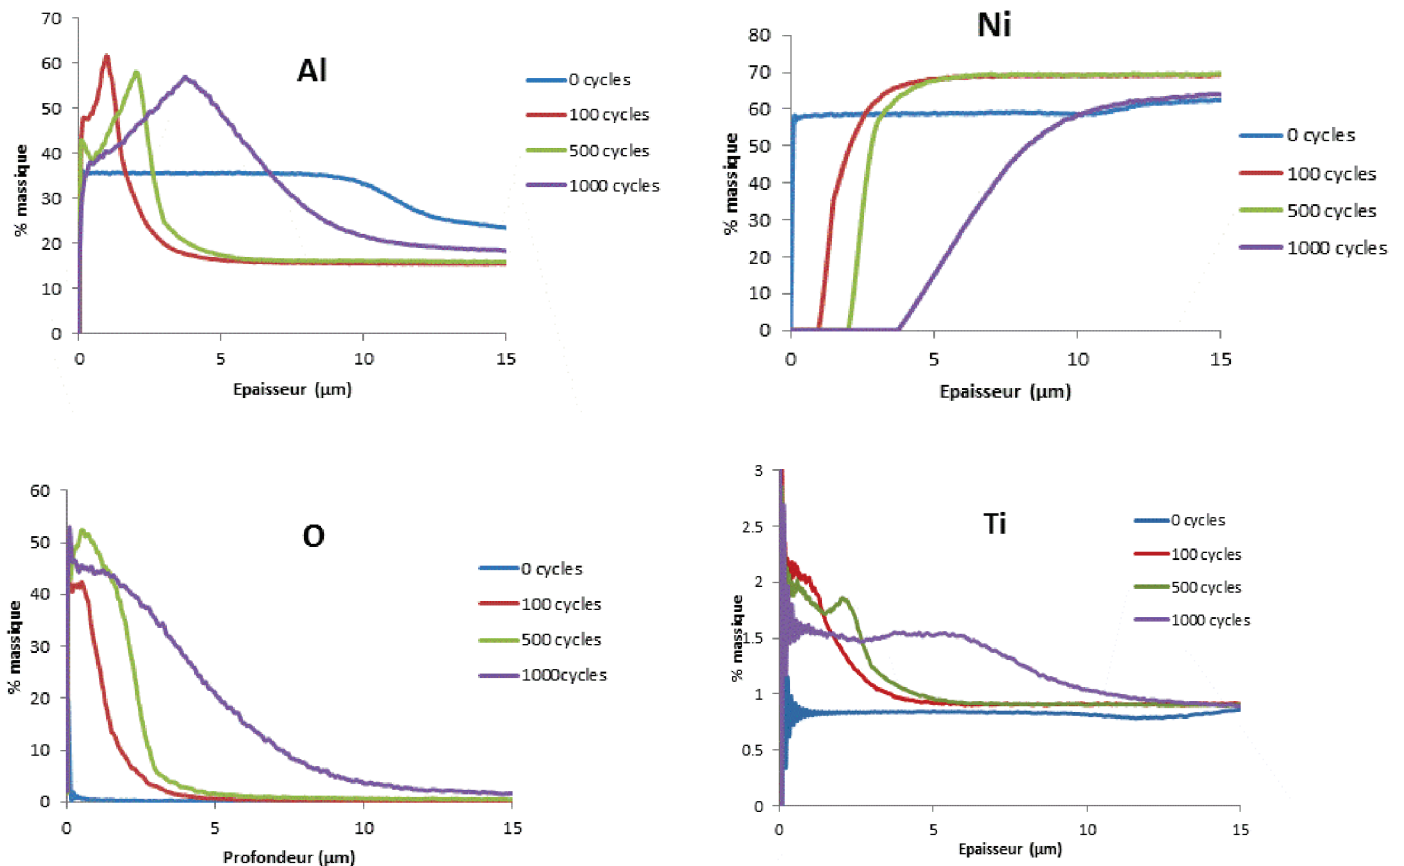 Al
% massique
70
60
50
40
30
20
10
0
0 5 10 15
Epaisseur (µm)
0 cycles
100 cycles
500 cycles
1000 cycles
Ni
% massique
80
70
60
50
40
30
20
10
0
0 5 10 15
Epaisseur (µm)
0 cycles
100 cycles
500 cycles
1000 cycles
O
% massique
60
50
40
30
20
10
0
0 5 10 15
Profondeur (µm)
0 cycles
100 cycles
500 cycles
1000cycles
Ti
% massique
3
2.5
2
1.5
1
0.5
0
0 5 10 15
Epaisseur (µm)
0 cycles
100 cycles
500 cycles
1000 cycles